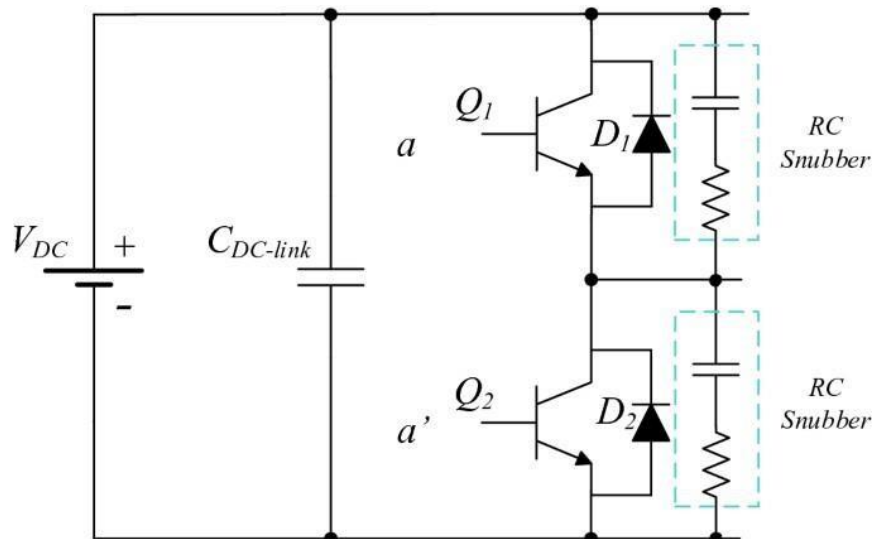 Q1
a
D1
RC
Snubber
VDC
+
-
CDC-link
Q2
a’
D2
RC
Snubber